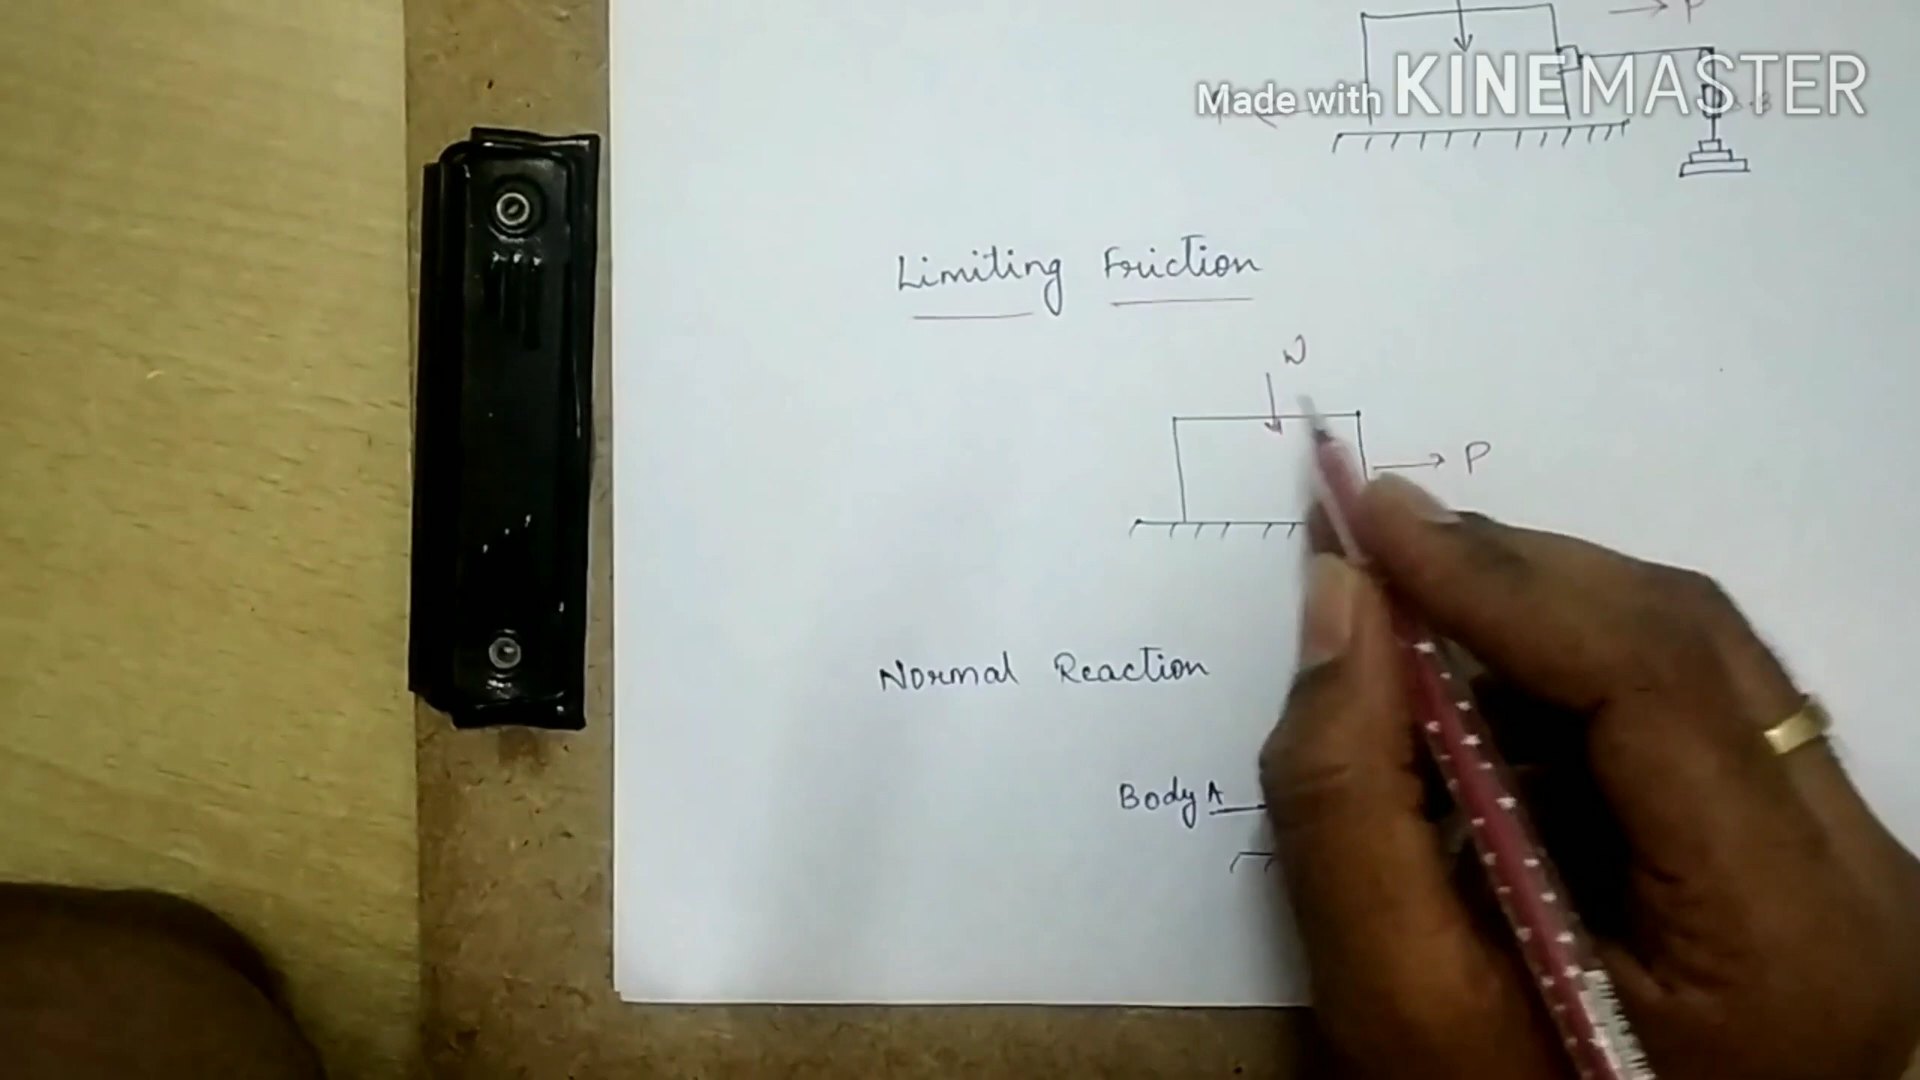 P
Made with KINEMASTER
Limiting Friction
W
P
Normal Reaction
Body A